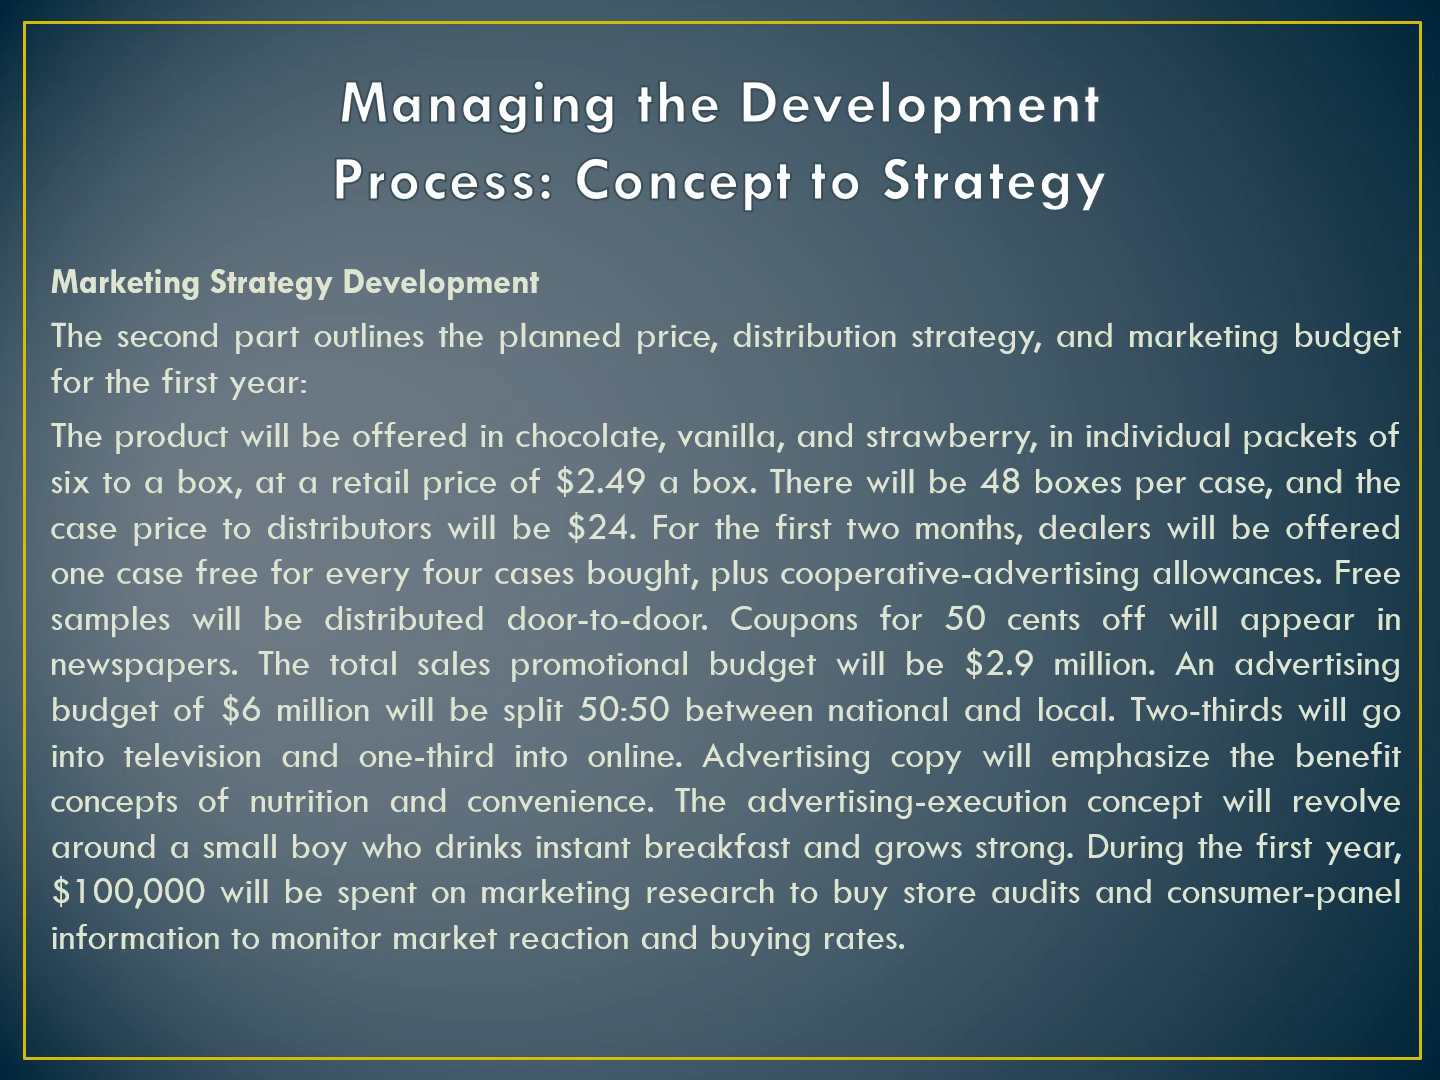 Managing the Development
Process: Concept to Strategy
Marketing Strategy Development
The second part outlines the planned price, distribution strategy, and marketing budget
for the first year:
The product will be offered in chocolate, vanilla, and strawberry, in individual packets of
six to a box, at a retail price of $2.49 a box. There will be 48 boxes per case, and the
case price to distributors will be $24. For the first two months, dealers will be offered
one case free for every four cases bought, plus cooperative-advertising allowances. Free
samples will be distributed door-to-door. Coupons for 50 cents off will appear in
newspapers. The total sales promotional budget will be $2.9 million. An advertising
budget of $6 million will be split 50:50 between national and local. Two-thirds will go
into television and one-third into online. Advertising copy will emphasize the benefit
concepts of nutrition and convenience. The advertising-execution concept will revolve
around a small boy who drinks instant breakfast and grows strong. During the first year,
$100,000 will be spent on marketing research to buy store audits and consumer-panel
information to monitor market reaction and buying rates.